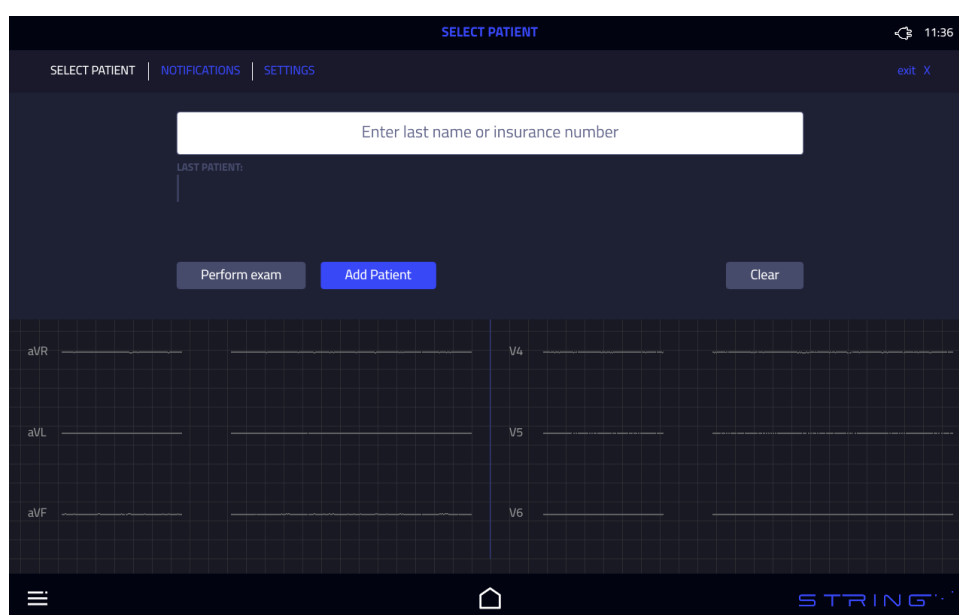 SELECT PATIENT
11:36
SELECT PATIENT NOTIFICATIONS SETTINGS exit X
Enter last name or insurance number
LAST PATIENT:
Perform exam Add Patient Clear
aVR V4
aVL V5
aVF V6
STRING